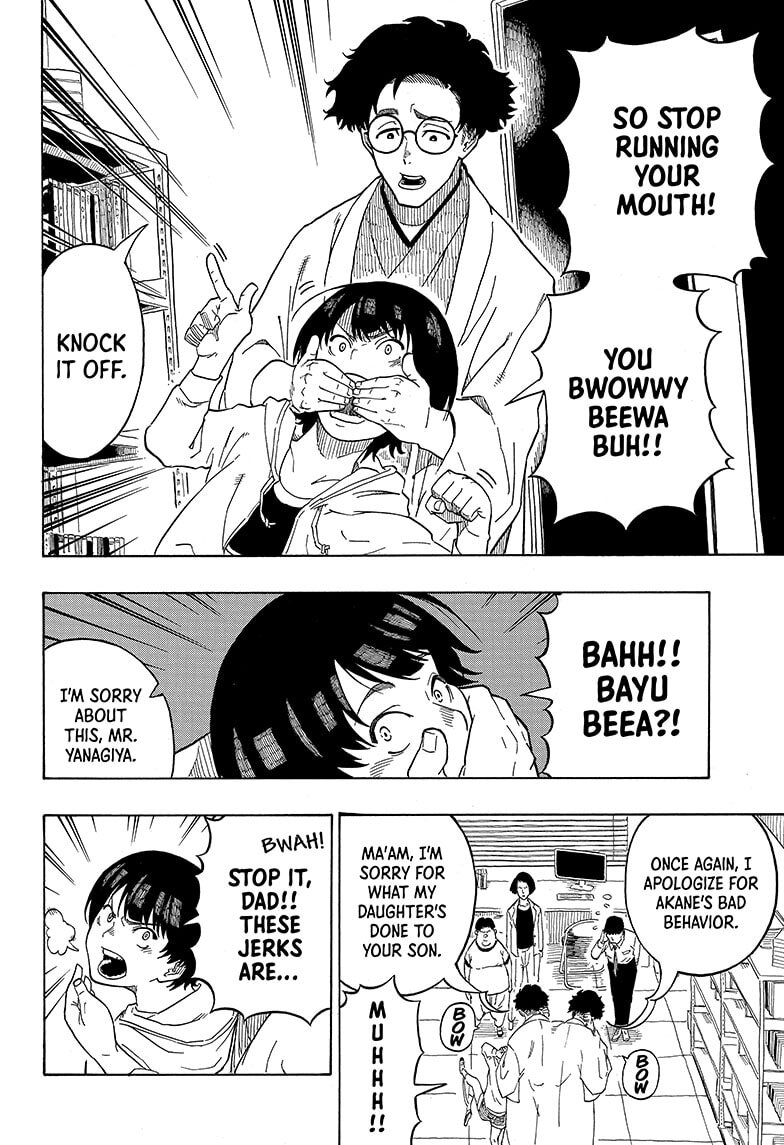 SO STOP
RUNNING
YOUR
MOUTH!
YOU
BWOWWY
BEEWA
BUH!!
KNOCK
IT OFF.
BAHH!!
BAYU
BEEA?!
I'M SORRY
ABOUT
THIS, MR.
YANAGIYA.
ONCE AGAIN, I
APOLOGIZE FOR
AKANE'S BAD
BEHAVIOR.
MA'AM, I'M
SORRY FOR
WHAT MY
DAUGHTER'S
DONE TO
YOUR SON.
BOW
BOW
MUHHH!!
BWAH!
STOP IT,
DAD!!
THESE
JERKS
ARE...